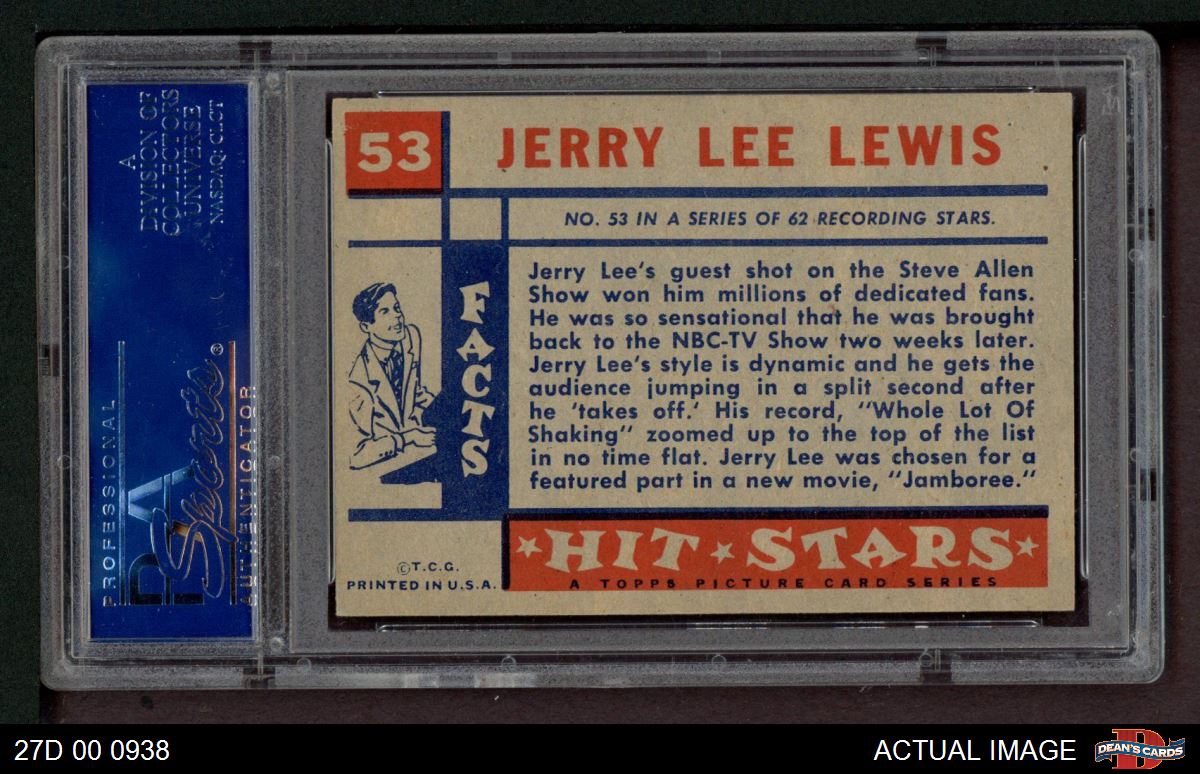 A
DIVISION OF
COLLECTORS
UNIVERSE
NASDAQ: CLCT
PROFESSIONAL
PSA
Sports®
AUTHENTICATOR
53
JERRY LEE LEWIS
NO. 53 IN A SERIES OF 62 RECORDING STARS.
FACTS
Jerry Lee's guest shot on the Steve Allen
Show won him millions of dedicated fans.
He was so sensational that he was brought
back to the NBC-TV Show two weeks later.
Jerry Lee's style is dynamic and he gets the
audience jumping in a split second after
he 'takes off.' His record, "Whole Lot Of
Shaking" zoomed up to the top of the list
in no time flat. Jerry Lee was chosen for a
featured part in a new movie, "Jamboree."
HIT STARS
A TOPPS PICTURE CARD SERIES
©T.C.G.
PRINTED IN U.S.A.
27D 00 0938
ACTUAL IMAGE
D
DEAN'S CARDS